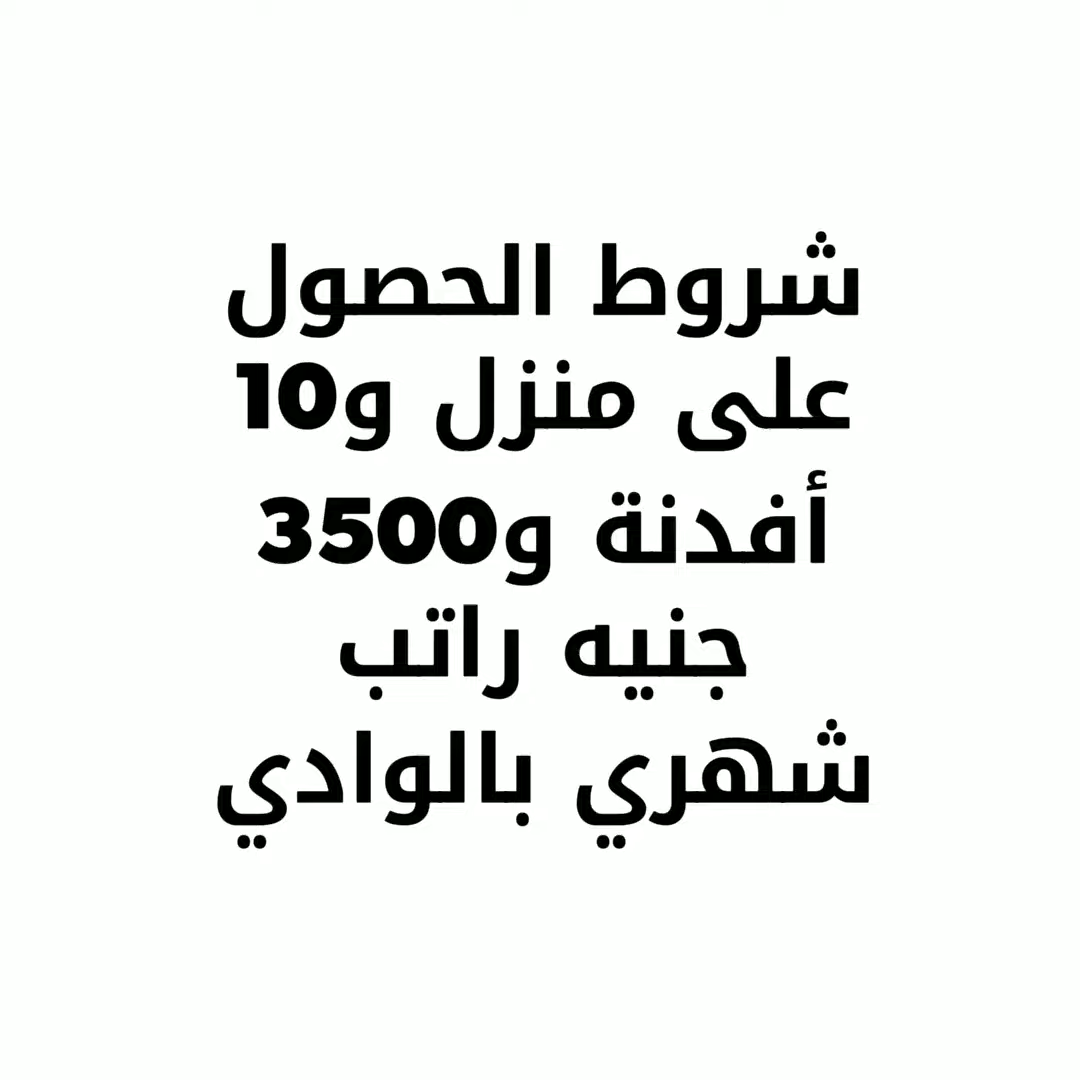 شروط الحصول
على منزل و10
أفدنة و3500
جنيه راتب
شهري بالوادي